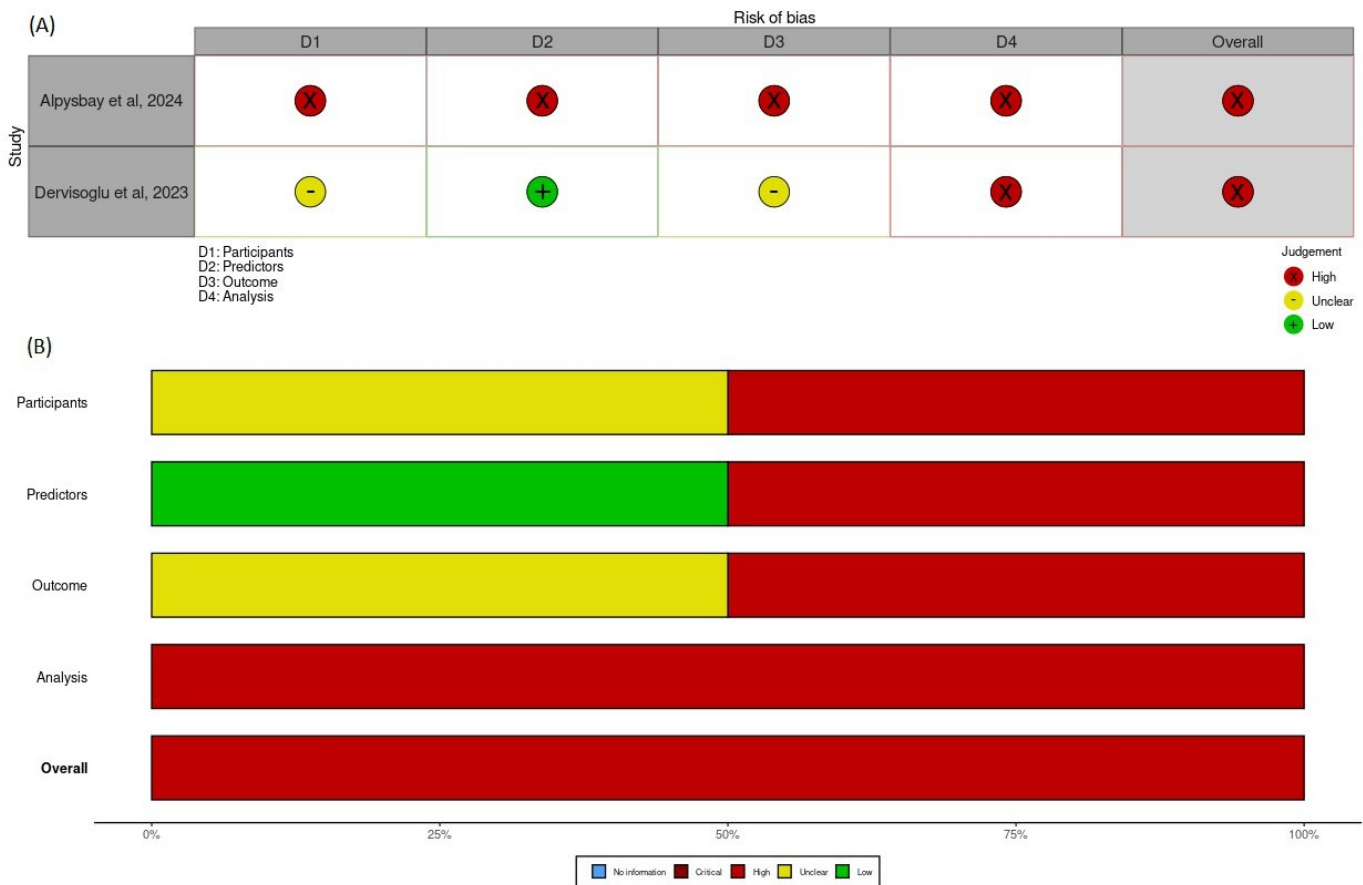 (A)
Risk of bias
D1 D2 D3 D4 Overall
Study
Alpysbay et al, 2024 X X X X X
Dervisoglu et al, 2023 - + - X X
D1: Participants
D2: Predictors
D3: Outcome
D4: Analysis
Judgement
X High
- Unclear
+ Low
(B)
Participants
Predictors
Outcome
Analysis
Overall
0% 25% 50% 75% 100%
No information Critical High Unclear Low